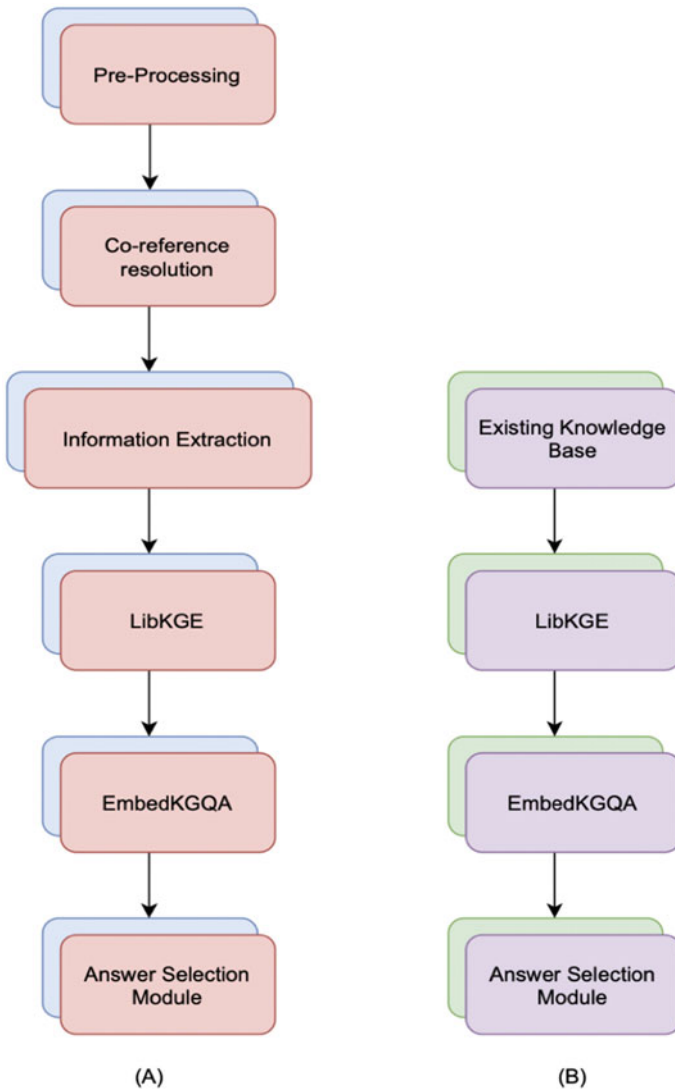 Pre-Processing
Co-reference
resolution
Information Extraction
LibKGE
EmbedKGQA
Answer Selection
Module
(A)
Existing Knowledge
Base
LibKGE
EmbedKGQA
Answer Selection
Module
(B)